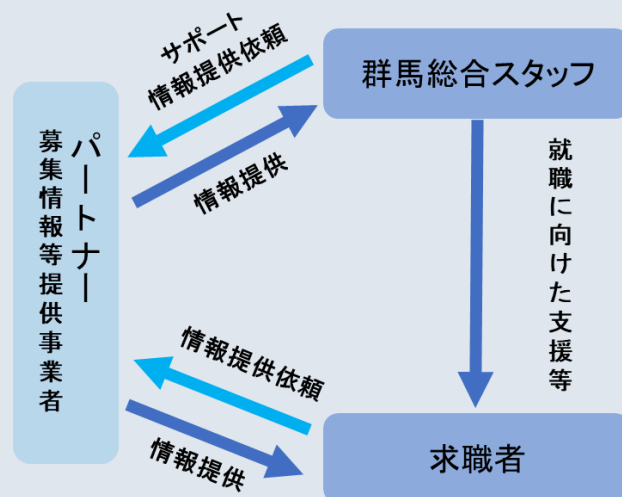 サポート
情報提供依頼
群馬総合スタッフ
情報提供
パートナー
募集情報等提供事業者
就職に向けた支援等
情報提供依頼
情報提供
求職者